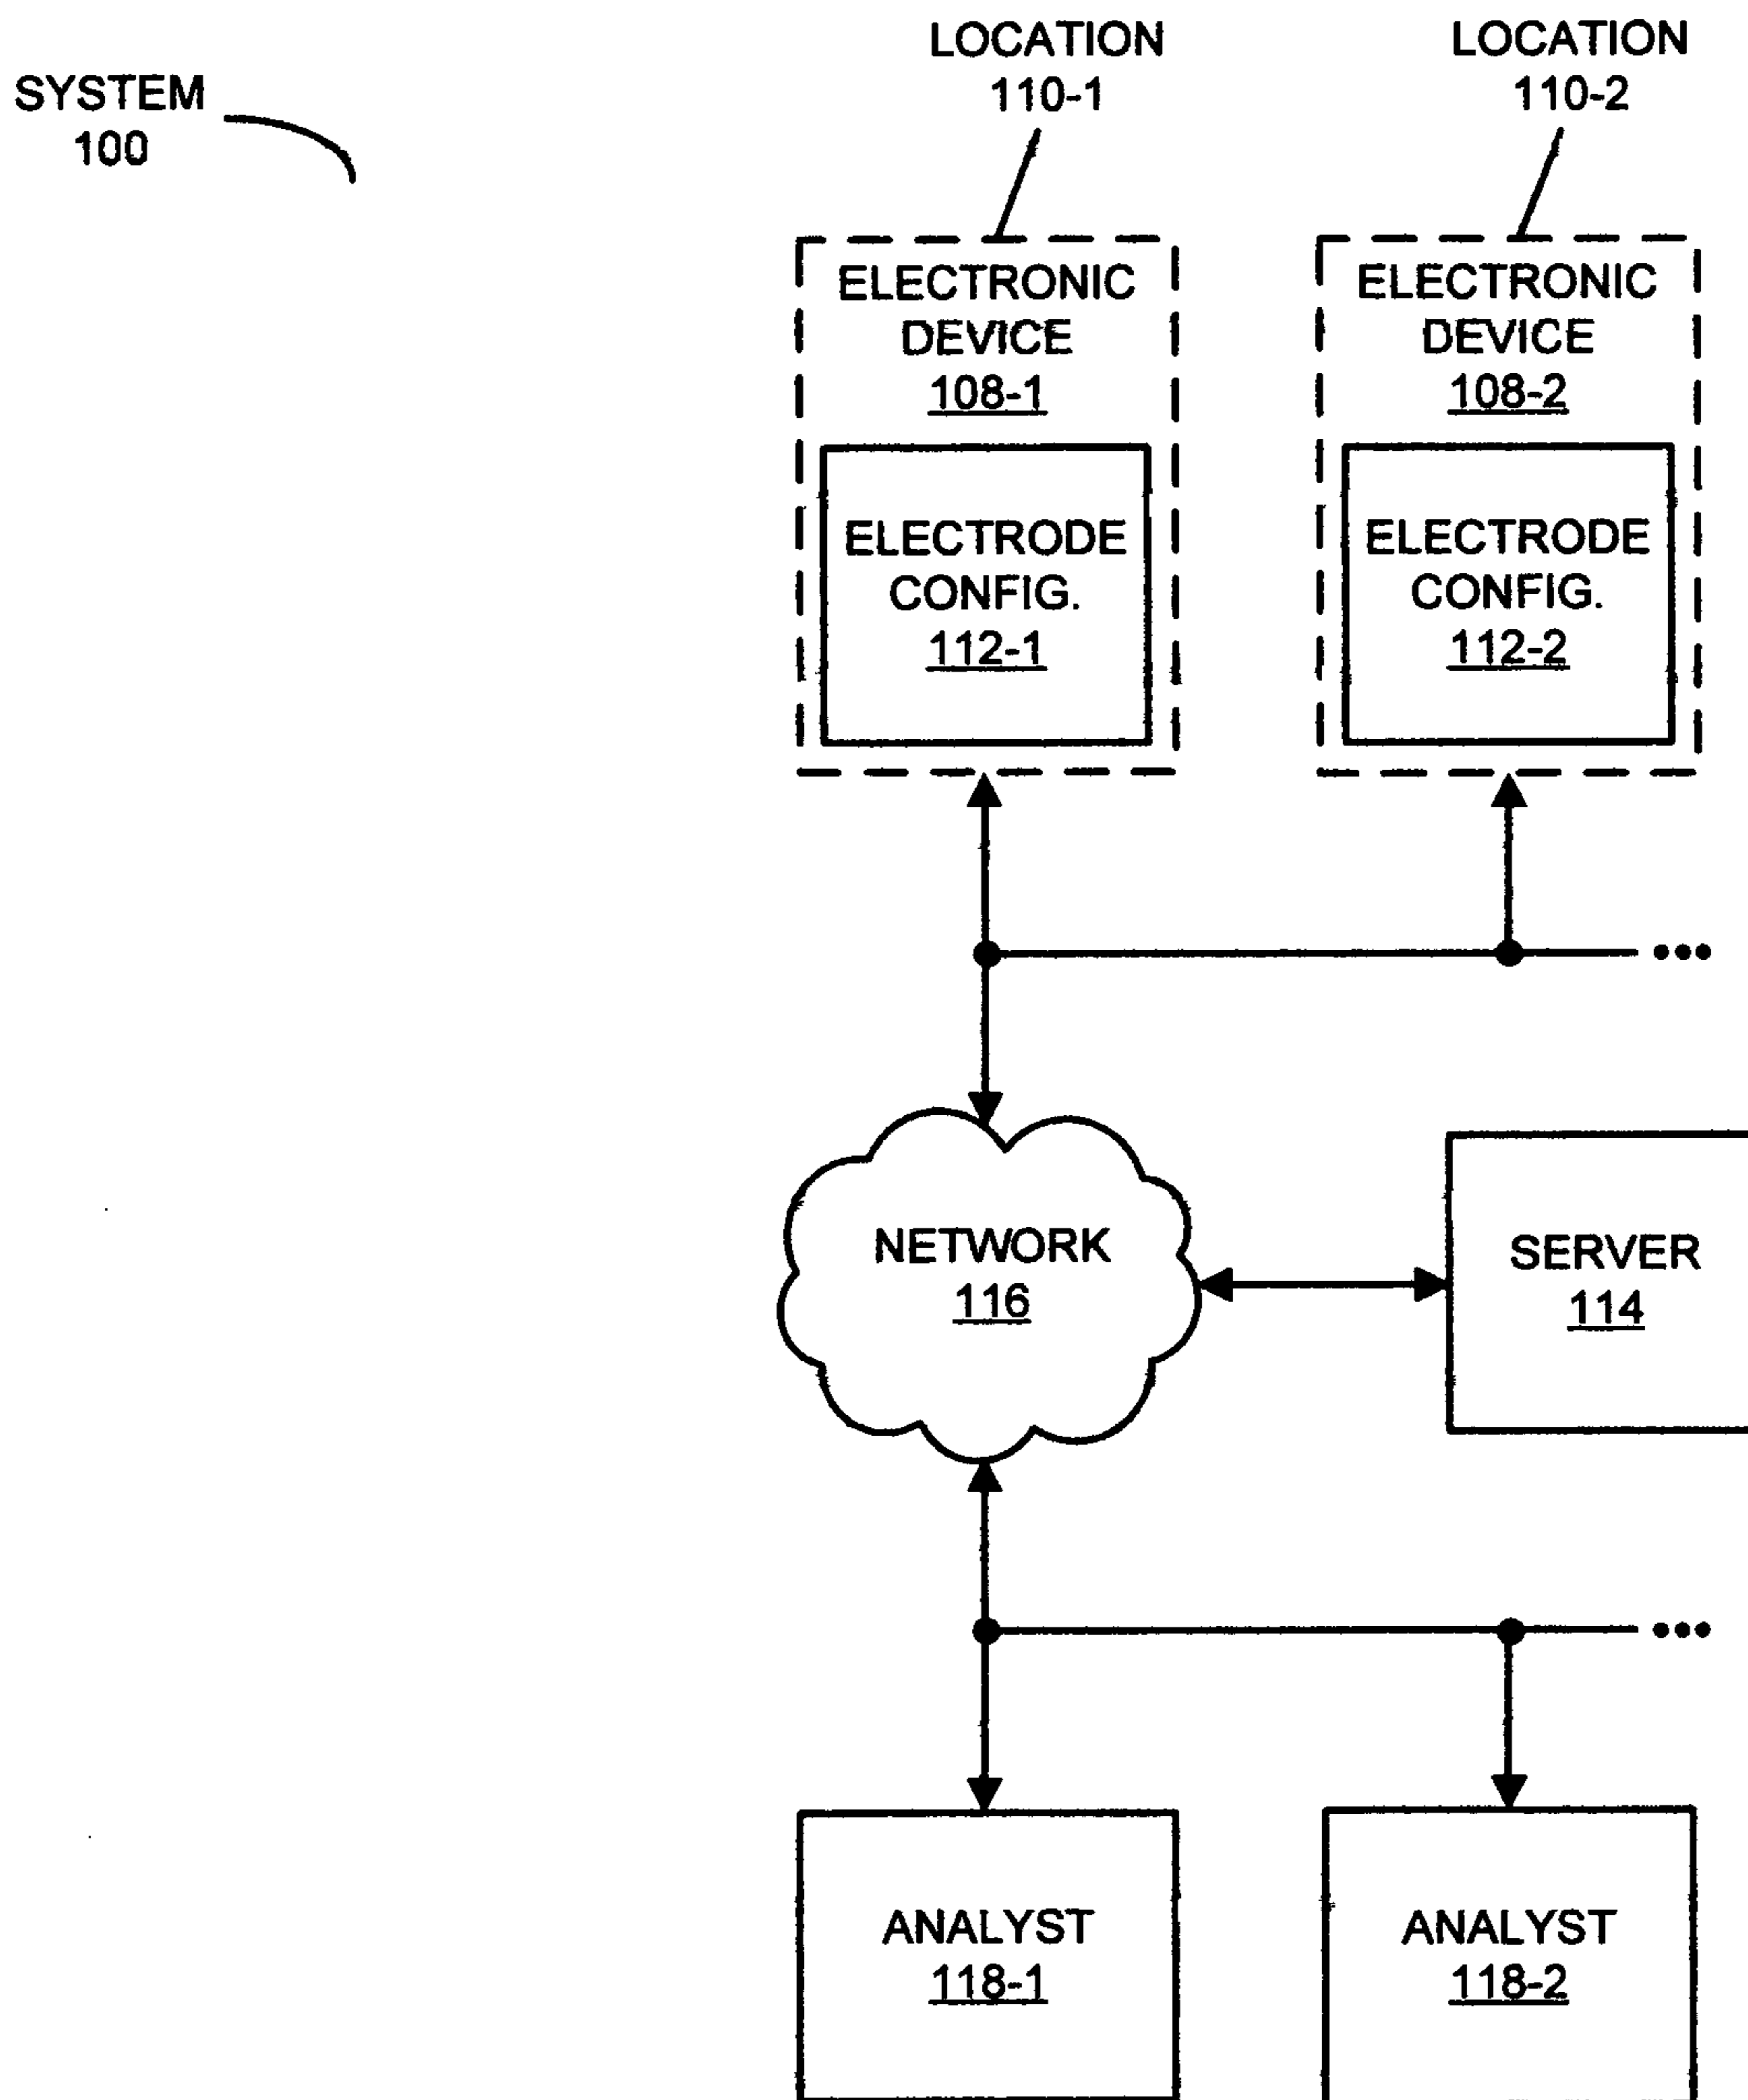 SYSTEM
100
LOCATION
110-1
LOCATION
110-2
ELECTRONIC
DEVICE
108-1
ELECTRODE
CONFIG.
112-1
ELECTRONIC
DEVICE
108-2
ELECTRODE
CONFIG.
112-2
•••
NETWORK
116
SERVER
114
•••
ANALYST
118-1
ANALYST
118-2